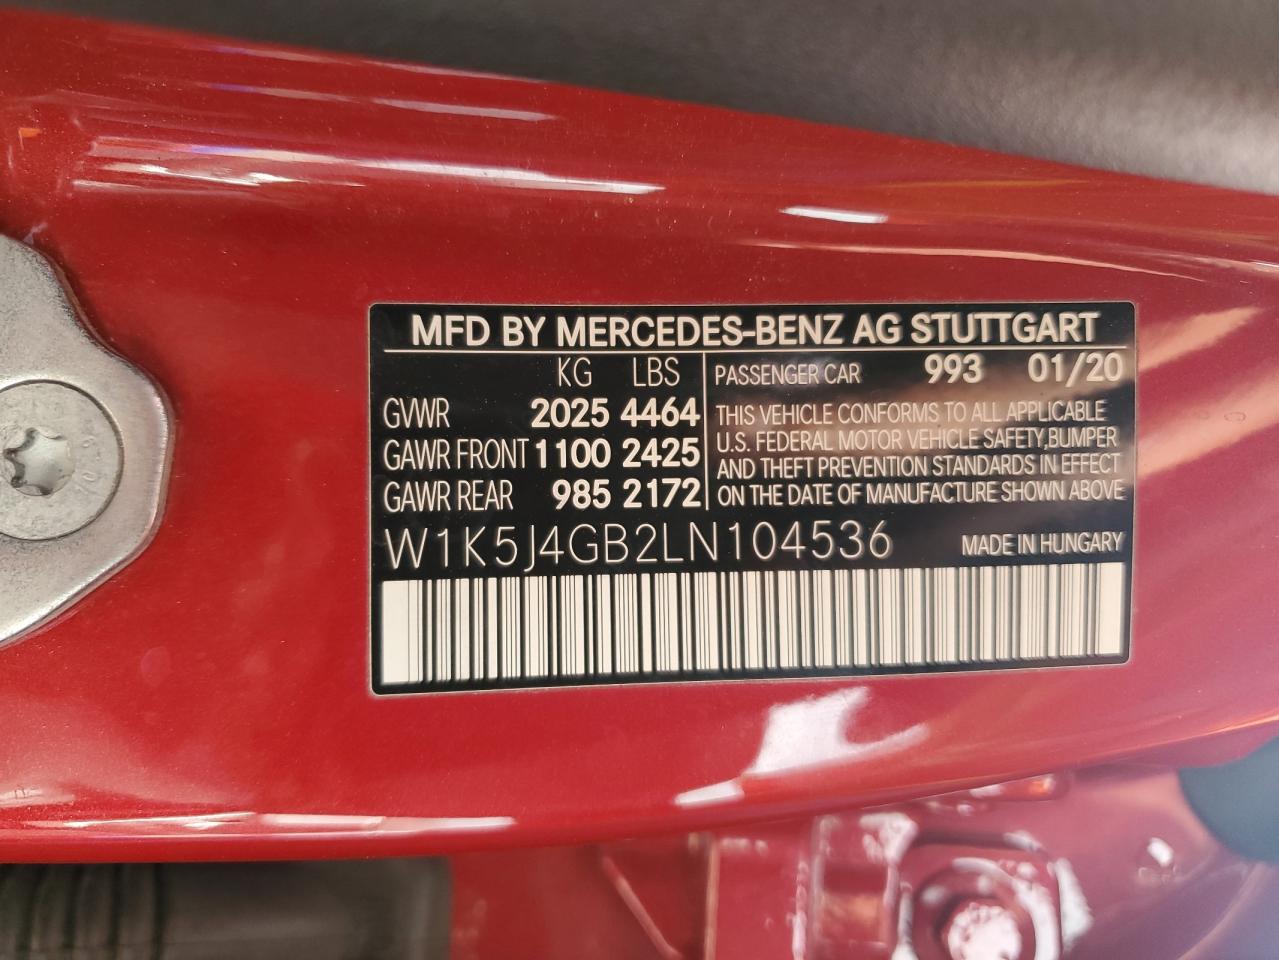 MFD BY MERCEDES-BENZ AG STUTTGART
KG LBS
GVWR 2025 4464
GAWR FRONT 1100 2425
GAWR REAR 985 2172
PASSENGER CAR 993 01/20
THIS VEHICLE CONFORMS TO ALL APPLICABLE
U.S. FEDERAL MOTOR VEHICLE SAFETY, BUMPER
AND THEFT PREVENTION STANDARDS IN EFFECT
ON THE DATE OF MANUFACTURE SHOWN ABOVE
W1K5J4GB2LN104536 MADE IN HUNGARY